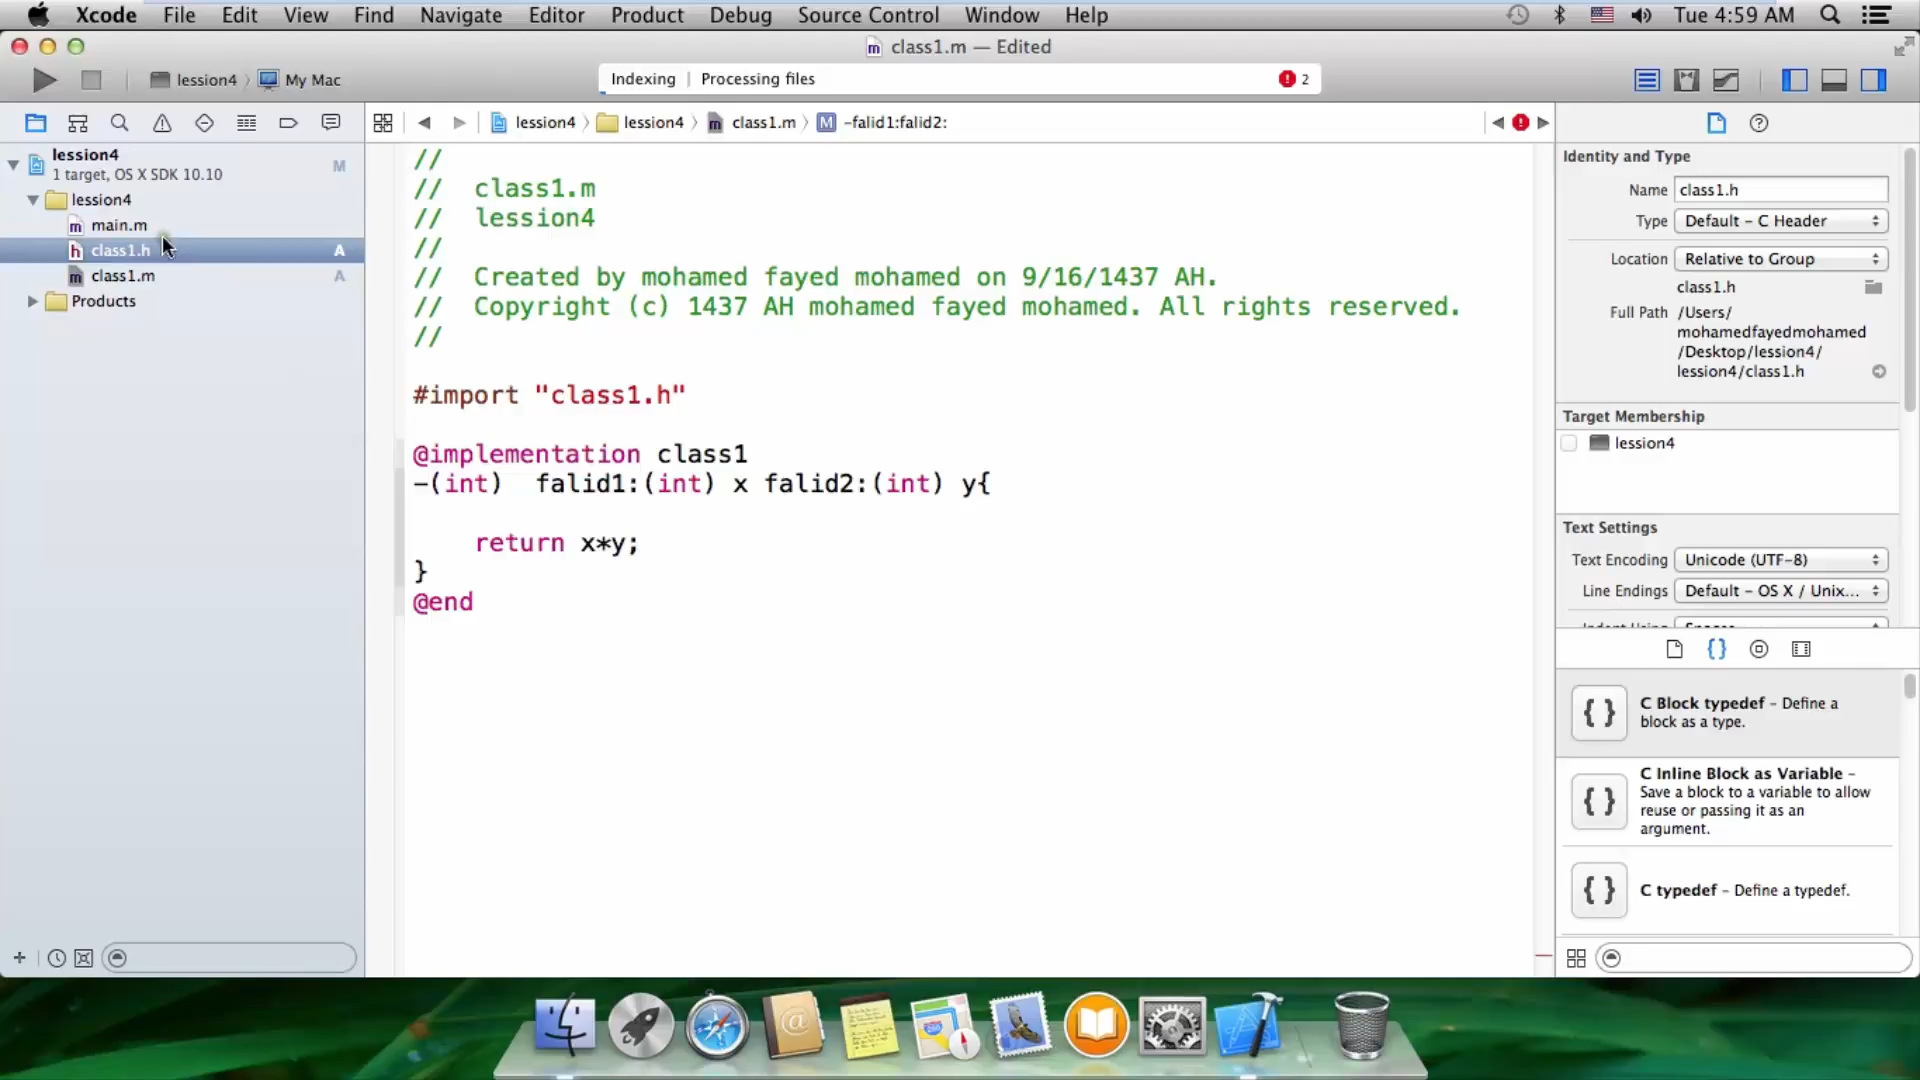 Xcode File Edit View Find Navigate Editor Product Debug Source Control Window Help Tue 4:59 AM
class1.m — Edited
lession4 My Mac Indexing | Processing files 2
lession4 lession4 class1.m M -falid1:falid2:
lession4
1 target, OS X SDK 10.10
M
lession4
m main.m
h class1.h A
m class1.m A
Products
//
//  class1.m
//  lession4
//
//  Created by mohamed fayed mohamed on 9/16/1437 AH.
//  Copyright (c) 1437 AH mohamed fayed mohamed. All rights reserved.
//
#import "class1.h"
@implementation class1
-(int)  falid1:(int) x falid2:(int) y{
return x*y;
}
@end
Identity and Type
Name class1.h
Type Default - C Header
Location Relative to Group
class1.h
Full Path /Users/
mohamedfayedmohamed
/Desktop/lession4/
lession4/class1.h
Target Membership
lession4
Text Settings
Text Encoding Unicode (UTF-8)
Line Endings Default - OS X / Unix...
{ } C Block typedef - Define a
block as a type.
{ } C Inline Block as Variable -
Save a block to a variable to allow
reuse or passing it as an
argument.
{ } C typedef - Define a typedef.